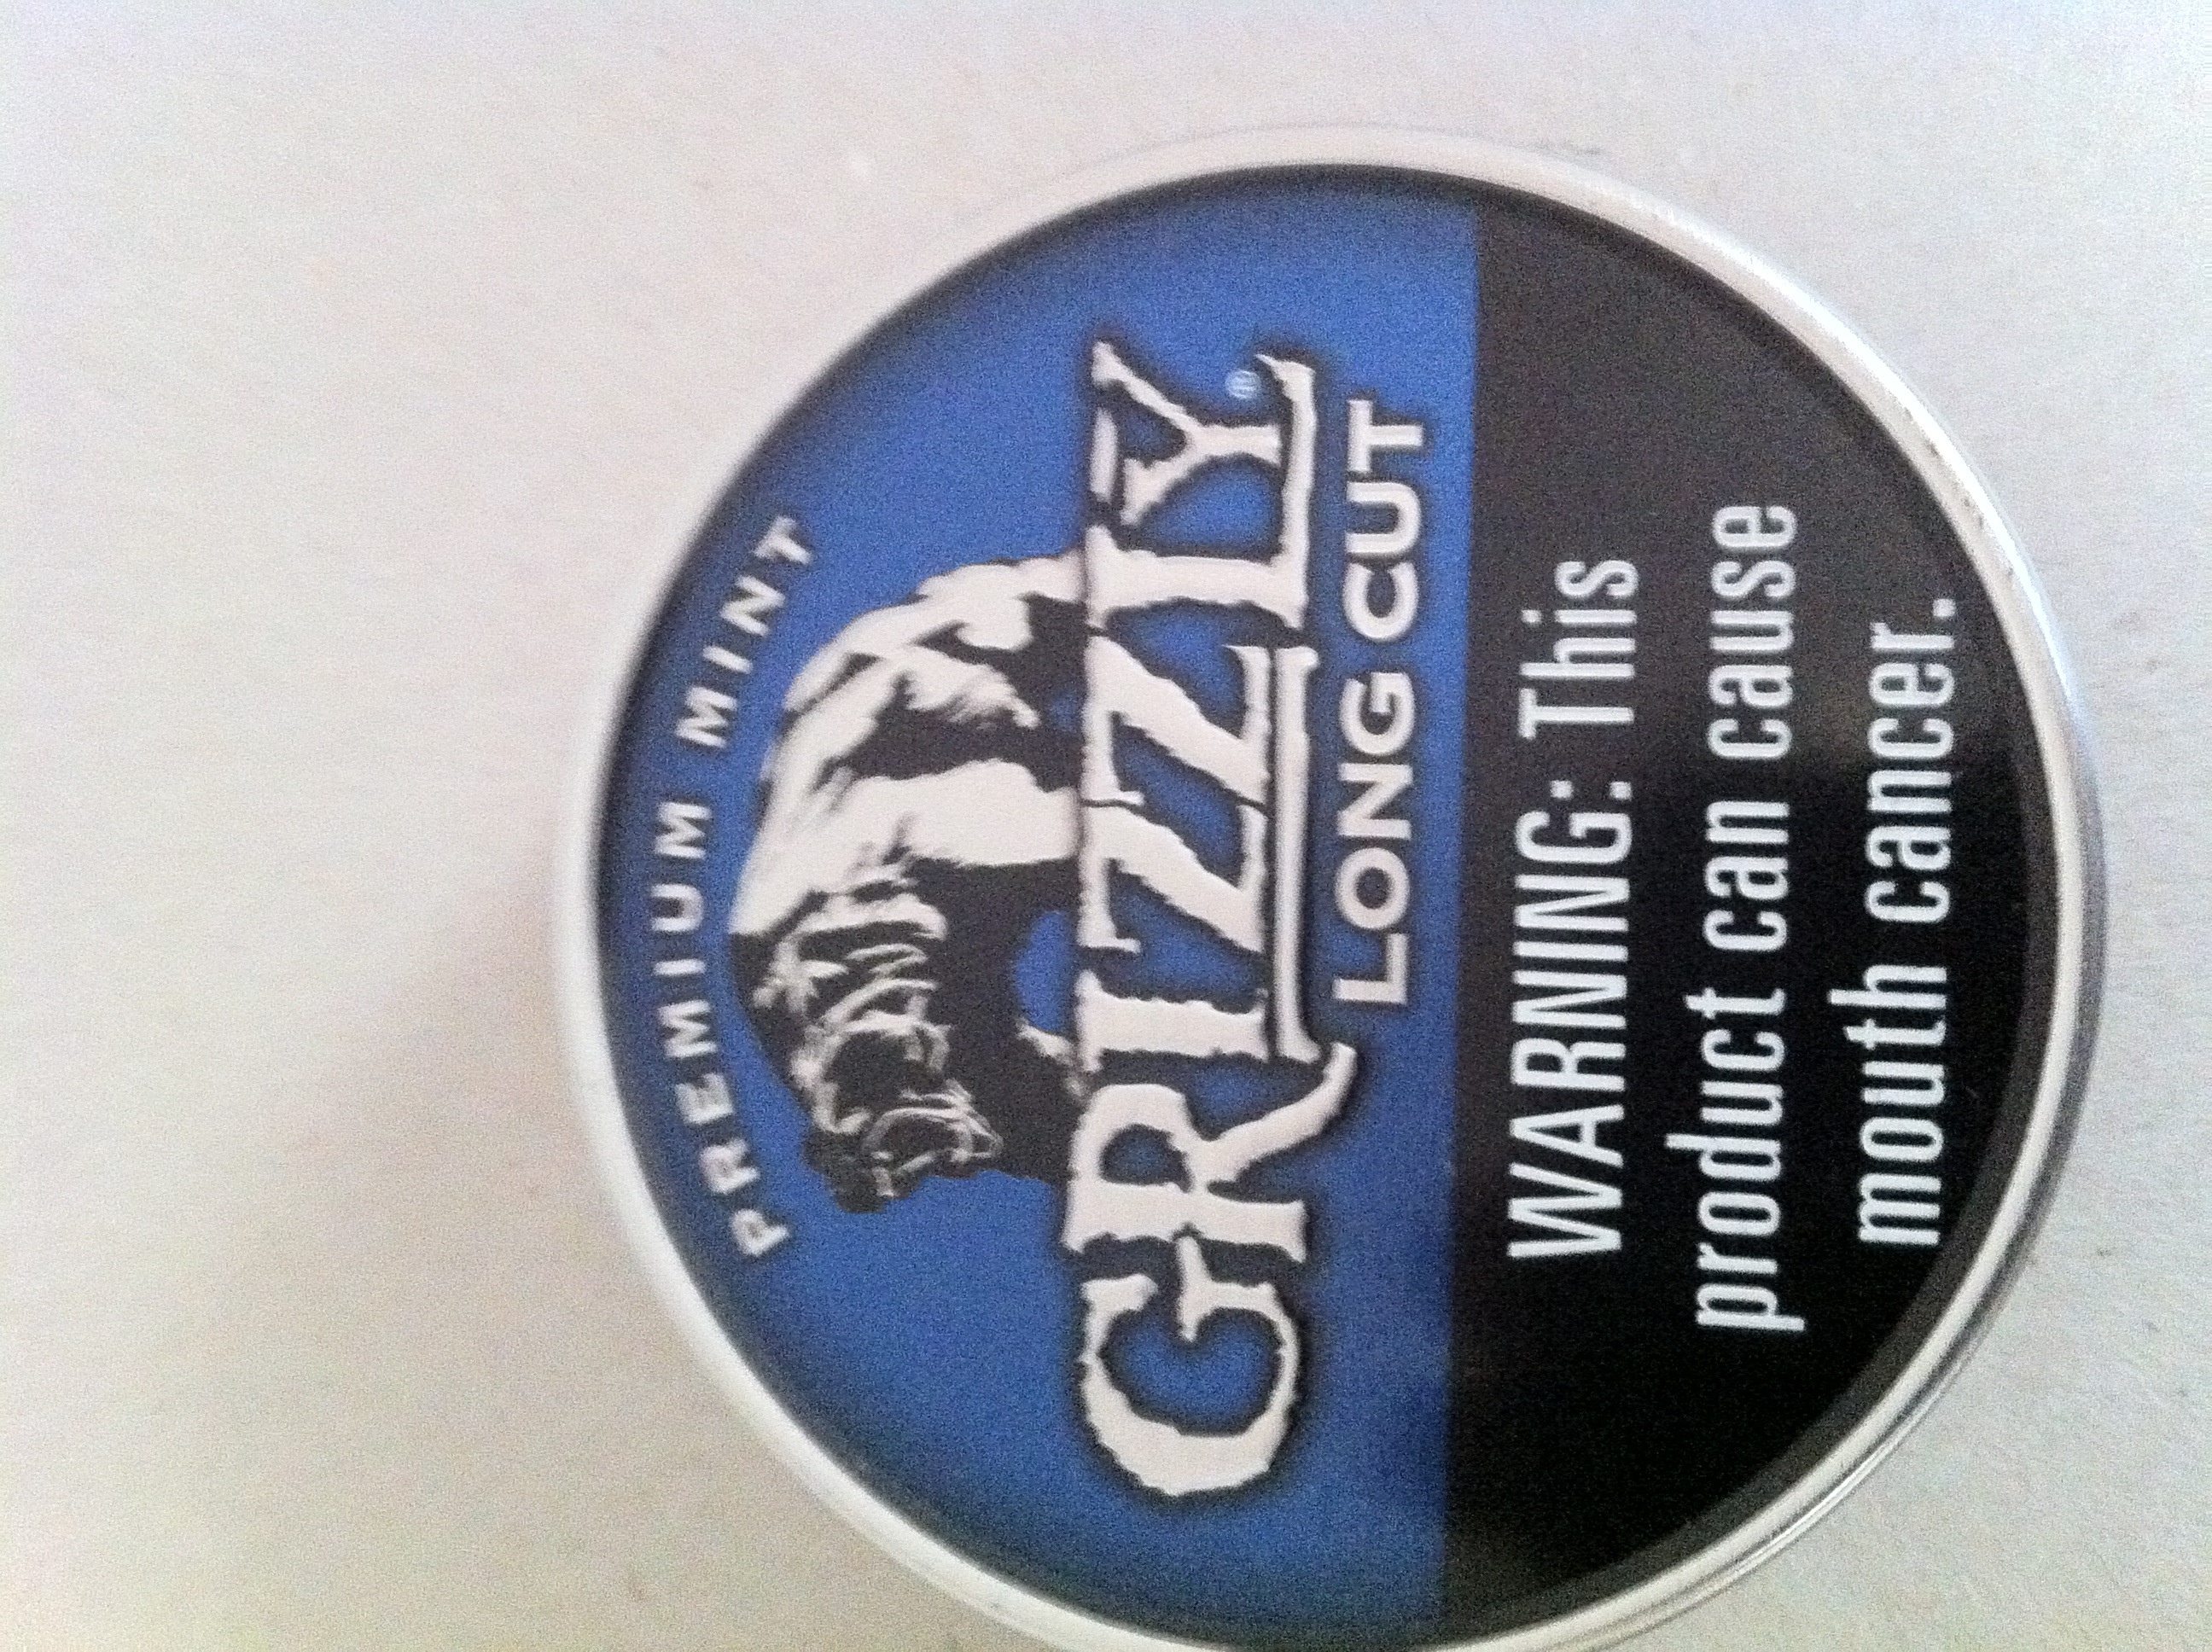 PREMIUM MINT
GRIZZLY®
LONG CUT
WARNING: This
product can cause
mouth cancer.